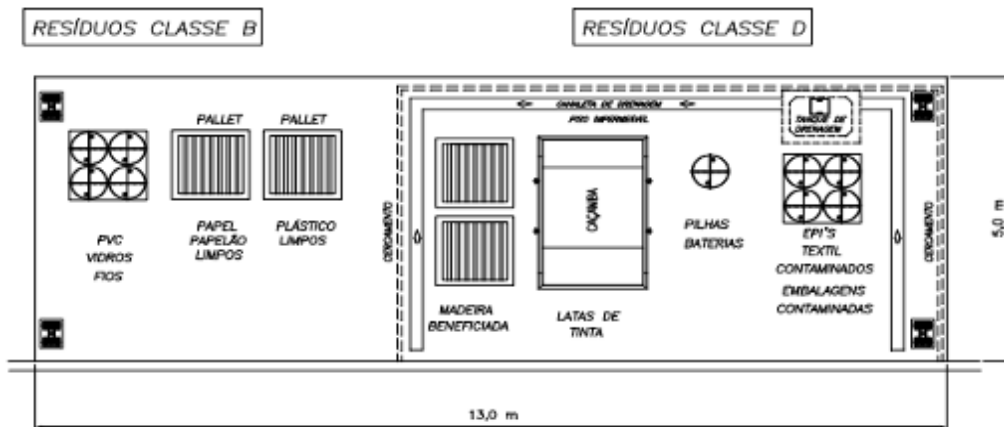 RESÍDUOS CLASSE B
RESÍDUOS CLASSE D
PALLET
PALLET
CANALETA DE DRENAGEM
PISO IMPERMEÁVEL
TANQUE DE
DRENAGEM
CERCAMENTO
CAÇAMBA
CERCAMENTO
PVC
VIDROS
FIOS
PAPEL
PAPELÃO
LIMPOS
PLÁSTICO
LIMPOS
MADEIRA
BENEFICIADA
LATAS DE
TINTA
PILHAS
BATERIAS
EPI'S
TEXTIL
CONTAMINADOS
EMBALAGENS
CONTAMINADAS
5,0 m
13,0 m